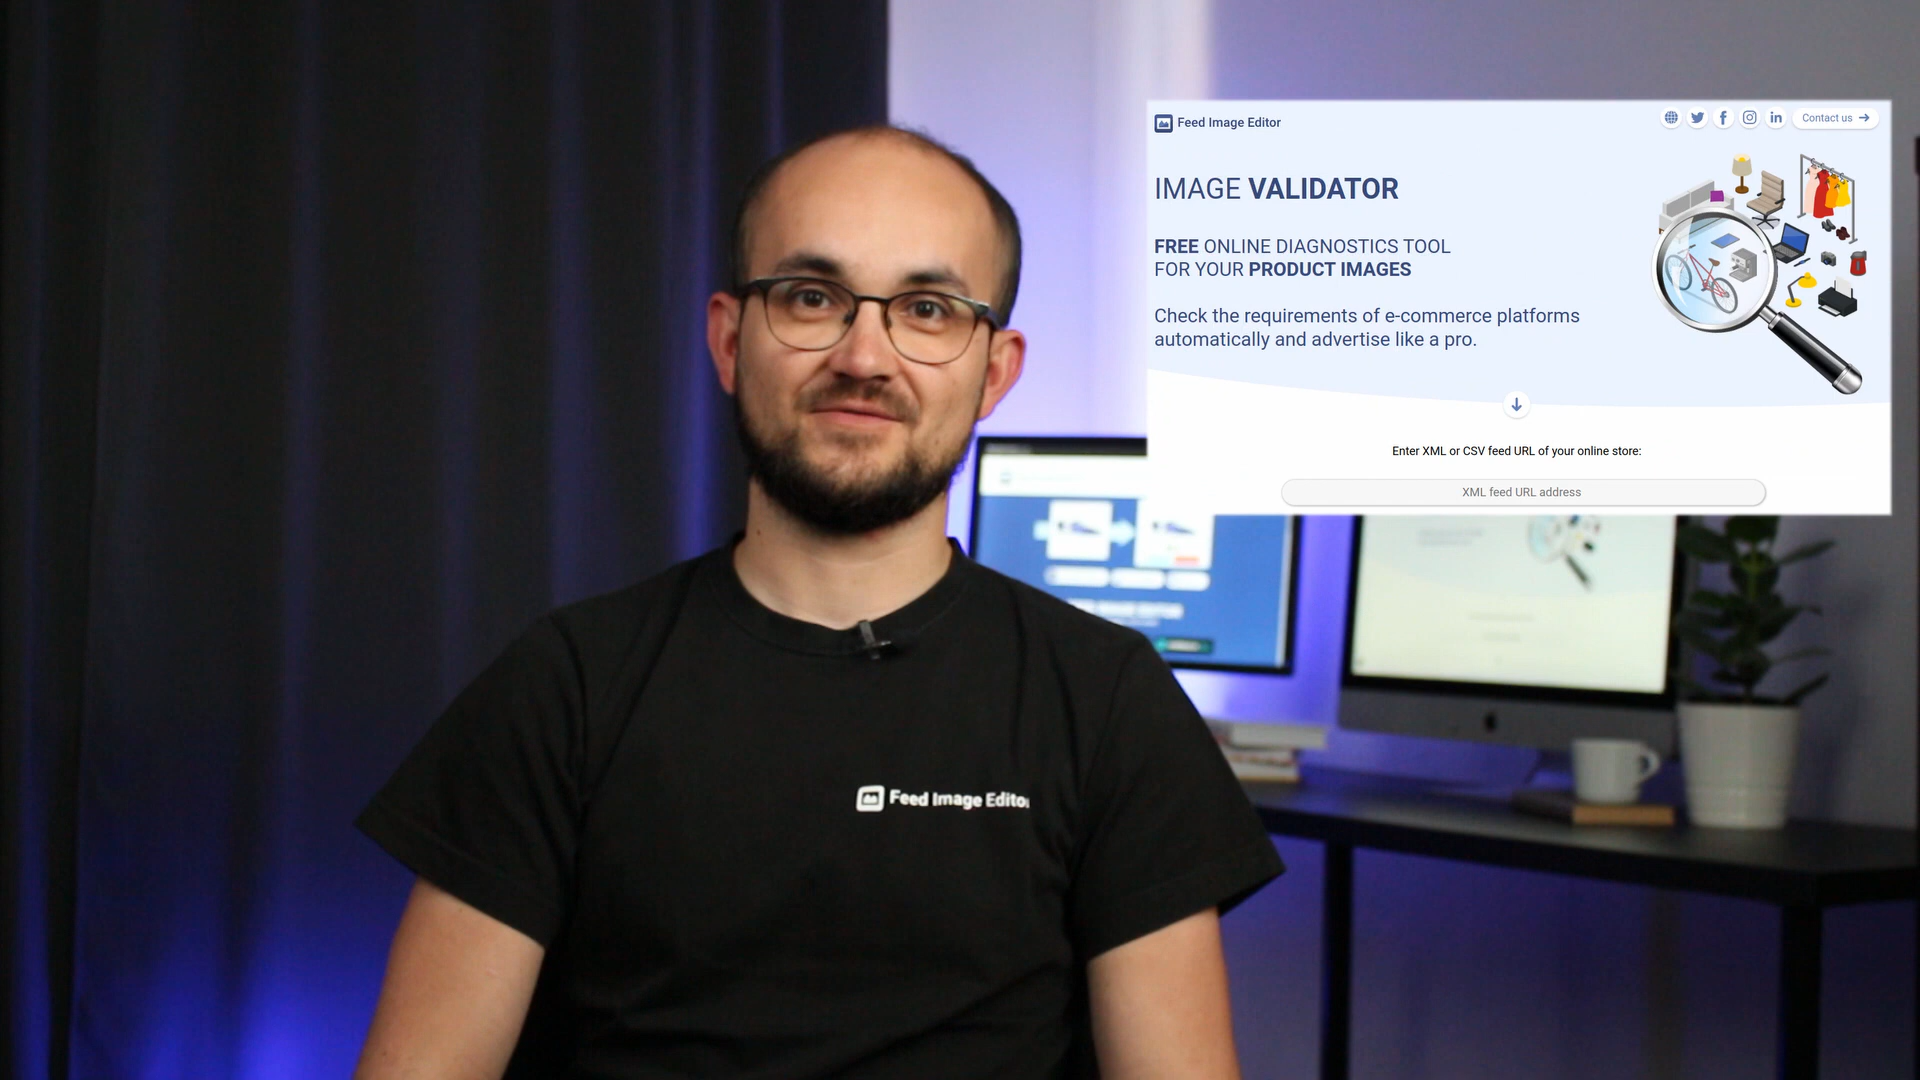 Feed Image Editor
Contact us
IMAGE VALIDATOR
FREE ONLINE DIAGNOSTICS TOOL
FOR YOUR PRODUCT IMAGES
Check the requirements of e-commerce platforms
automatically and advertise like a pro.
Enter XML or CSV feed URL of your online store:
XML feed URL address
Feed Image Editor